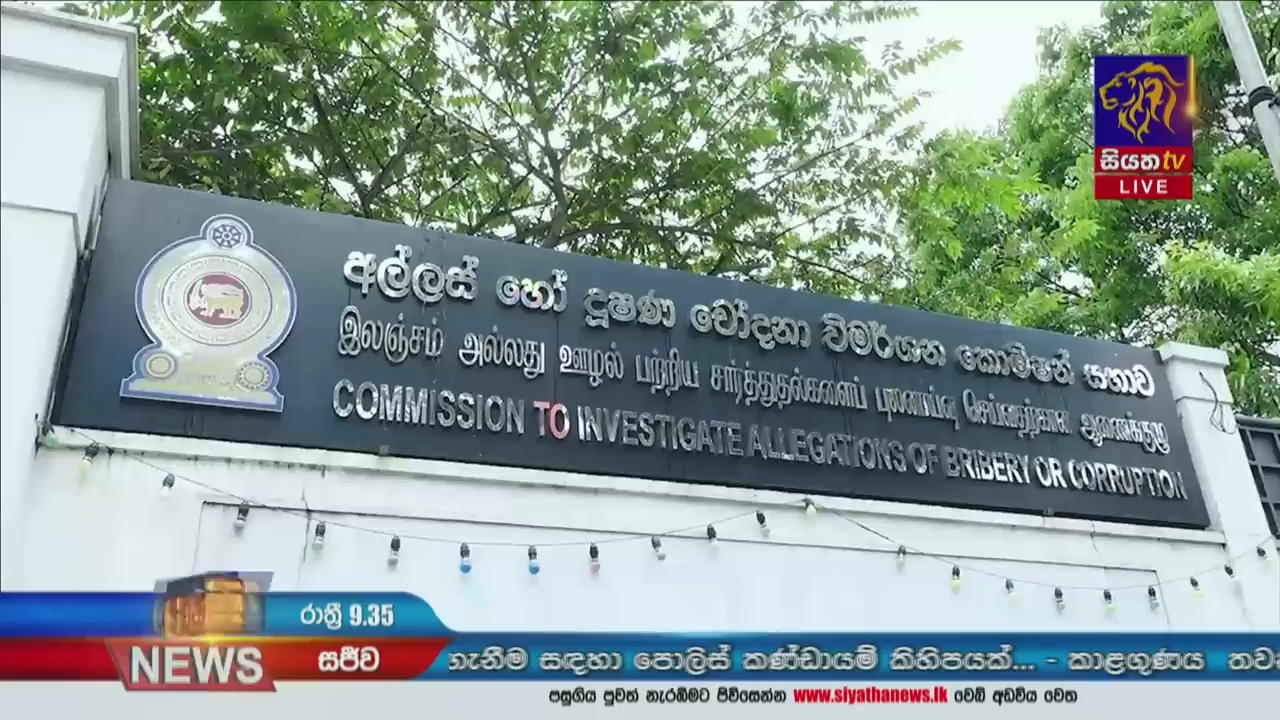 සියත tv
LIVE
අල්ලස් හෝ දූෂණ චෝදනා විමර්ශන කොමිෂන් සභාව
இலஞ்சம் அல்லது ஊழல் பற்றிய சார்த்துதல்களைப் புலனாய்வு செய்வதற்கான ஆணைக்குழு
COMMISSION TO INVESTIGATE ALLEGATIONS OF BRIBERY OR CORRUPTION
රාත්‍රී 9.35
NEWS සජීව
ගැනීම සඳහා පොලිස් කණ්ඩායම් කිහිපයක්... - කාළගුණය තවද
පසුගිය පුවත් නැරඹීමට පිවිසෙන්න www.siyathanews.lk වෙබ් අඩවිය වෙත